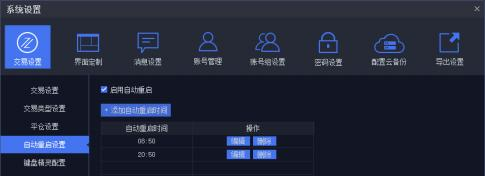 系统设置
交易设置 界面定制 消息设置 账号管理 账号组设置 密码设置 配置云备份 导出设置
交易设置
交易类型设置
平仓设置
自动重启设置
键盘精灵配置
启用自动重启
+ 添加自动重启时间
自动重启时间 操作
08:50 编辑 删除
20:50 编辑 删除